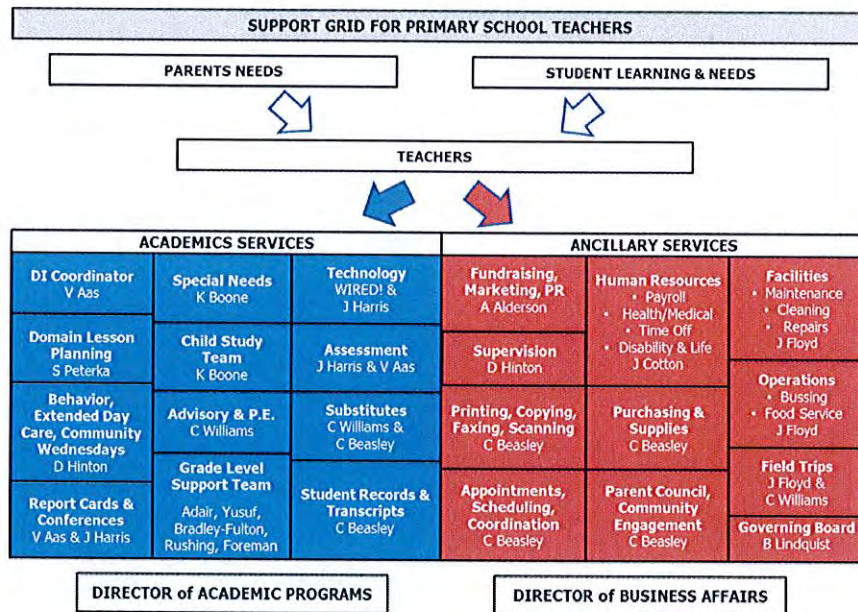 SUPPORT GRID FOR PRIMARY SCHOOL TEACHERS
PARENTS NEEDS
STUDENT LEARNING & NEEDS
TEACHERS
ACADEMICS SERVICES
DI Coordinator
V Aas
Domain Lesson
Planning
S Peterka
Behavior,
Extended Day
Care, Community
Wednesdays
D Hinton
Report Cards &
Conferences
V Aas & J Harris
Special Needs
K Boone
Child Study
Team
K Boone
Advisory & P.E.
C Williams
Grade Level
Support Team
Adair, Yusuf,
Bradley-Fulton,
Rushing, Foreman
Technology
WIRED! &
J Harris
Assessment
J Harris & V Aas
Substitutes
C Williams &
C Beasley
Student Records &
Transcripts
C Beasley
ANCILLARY SERVICES
Fundraising,
Marketing, PR
A Alderson
Supervision
D Hinton
Printing, Copying,
Faxing, Scanning
C Beasley
Appointments,
Scheduling,
Coordination
C Beasley
Human Resources
• Payroll
• Health/Medical
• Time Off
• Disability & Life
J Cotton
Purchasing &
Supplies
C Beasley
Parent Council,
Community
Engagement
C Beasley
Facilities
• Maintenance
• Cleaning
• Repairs
J Floyd
Operations
• Bussing
• Food Service
J Floyd
Field Trips
J Floyd &
C Williams
Governing Board
B Lindquist
DIRECTOR of ACADEMIC PROGRAMS
DIRECTOR of BUSINESS AFFAIRS